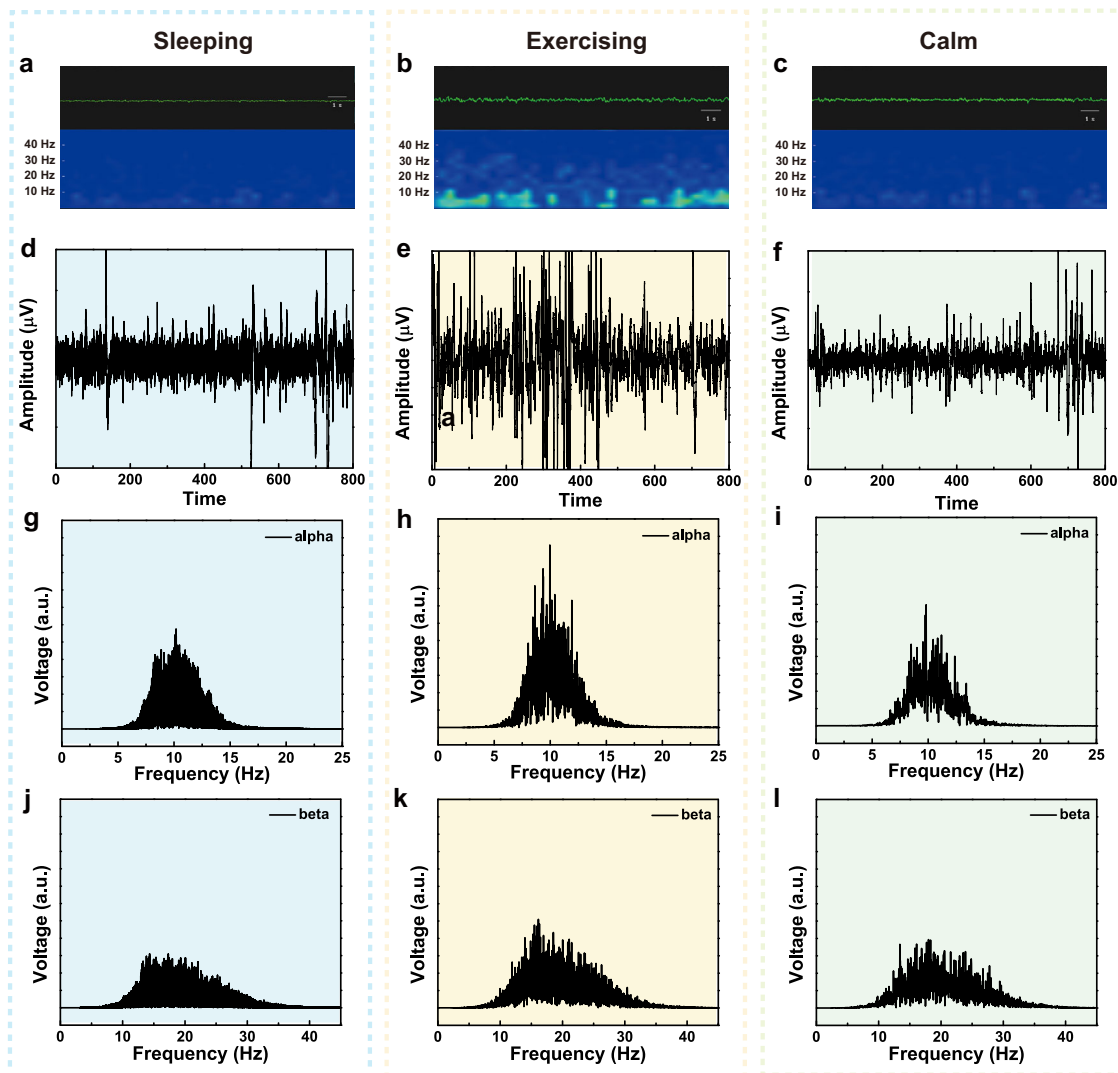 Sleeping
Exercising
Calm
a
b
c
1 s
1 s
1 s
40 Hz
30 Hz
20 Hz
10 Hz
40 Hz
30 Hz
20 Hz
10 Hz
40 Hz
30 Hz
20 Hz
10 Hz
d
Amplitude (μV)
0 200 400 600 800
Time
e
Amplitude (μV)
a
0 200 400 600 800
Time
f
Amplitude (μV)
0 200 400 600 800
Time
g
alpha
Voltage (a.u.)
0 5 10 15 20 25
Frequency (Hz)
h
alpha
Voltage (a.u.)
0 5 10 15 20 25
Frequency (Hz)
i
alpha
Voltage (a.u.)
0 5 10 15 20 25
Frequency (Hz)
j
beta
Voltage (a.u.)
0 10 20 30 40
Frequency (Hz)
k
beta
Voltage (a.u.)
0 10 20 30 40
Frequency (Hz)
l
beta
Voltage (a.u.)
0 10 20 30 40
Frequency (Hz)